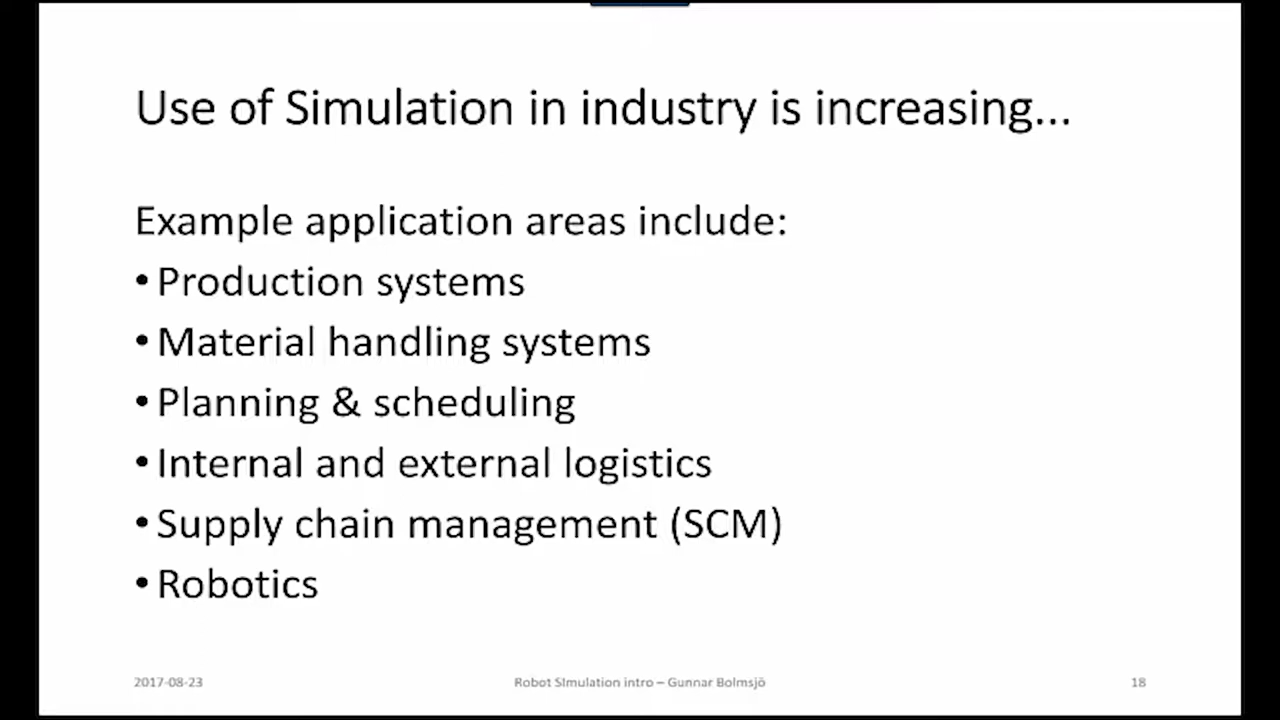 Use of Simulation in industry is increasing...
Example application areas include:
• Production systems
• Material handling systems
• Planning & scheduling
• Internal and external logistics
• Supply chain management (SCM)
• Robotics
2017-08-23
Robot SImulation intro – Gunnar Bolmsjö
18